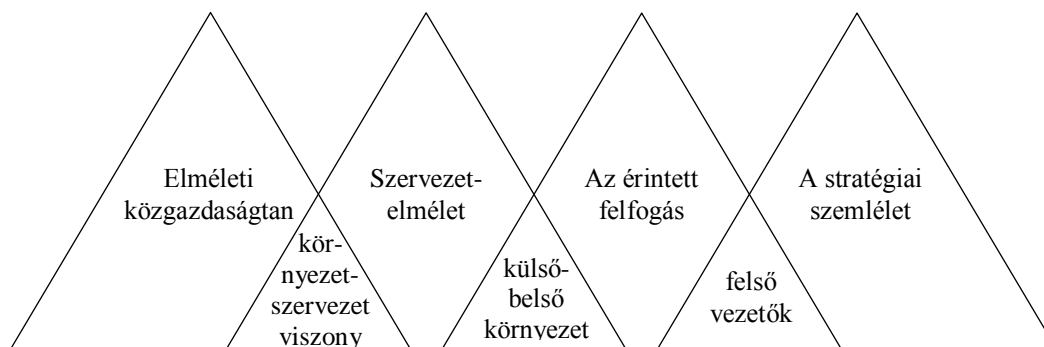 Elméleti
közgazdaságtan
Szervezet-
elmélet
Az érintett
felfogás
A stratégiai
szemlélet
kör-
nyezet-
szervezet
viszony
külső-
belső
környezet
felső
vezetők